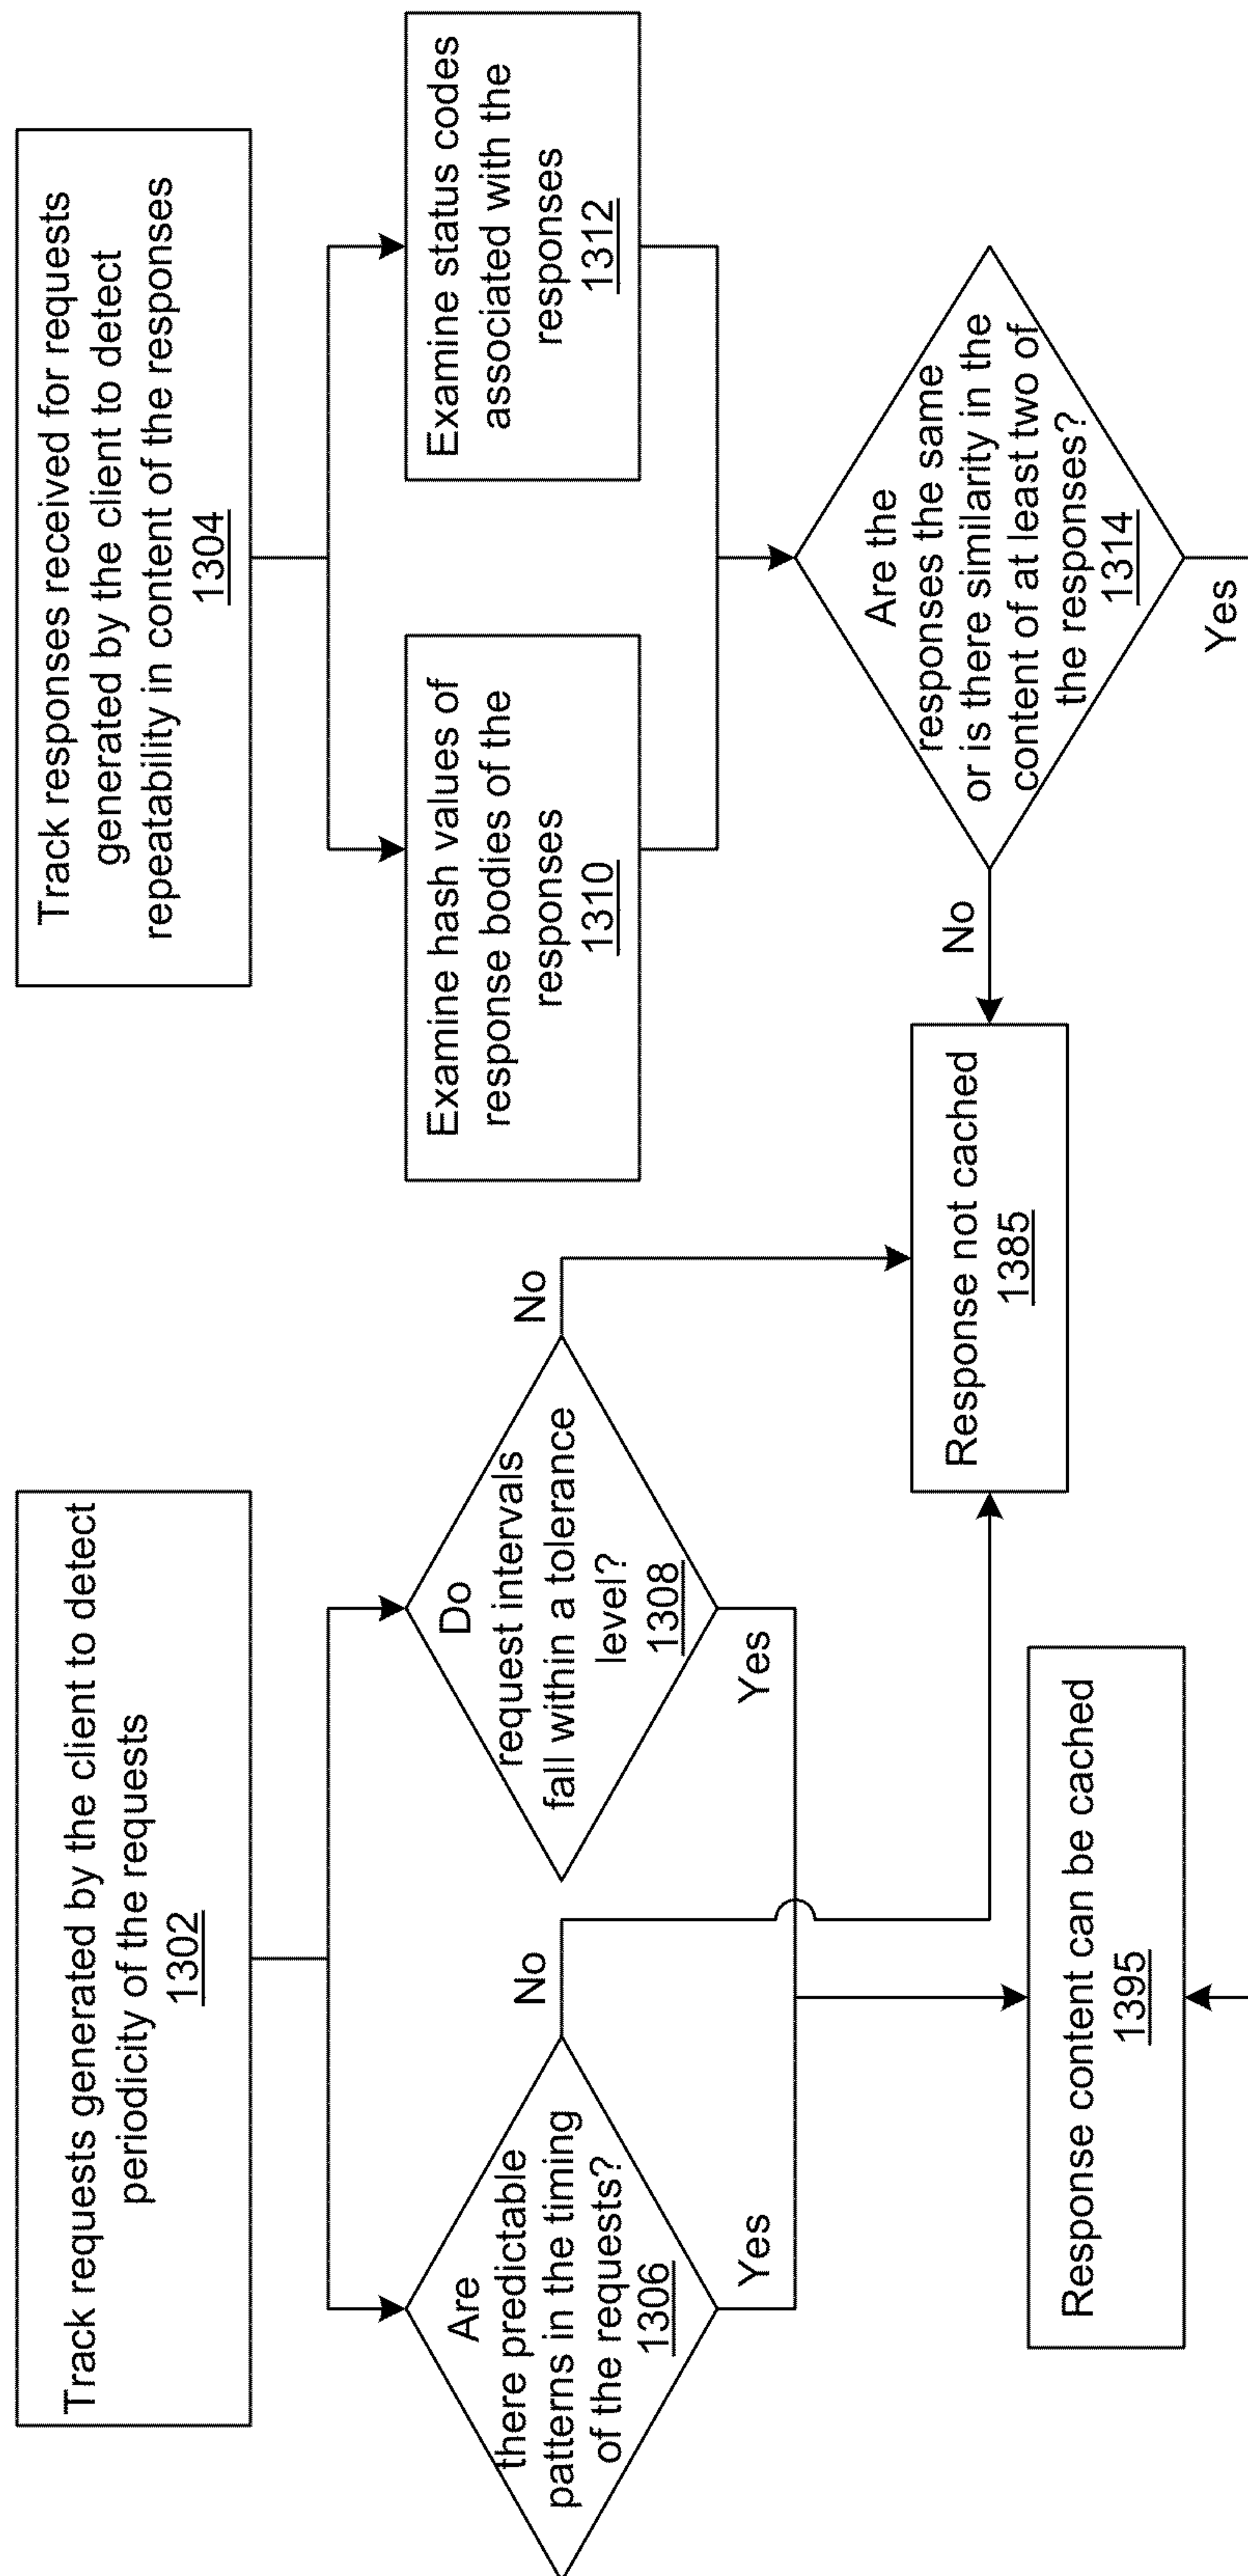 Track requests generated by the client to detect
periodicity of the requests
1302
Are
there predictable
patterns in the timing
of the requests?
1306
Yes
No
Do
request intervals
fall within a tolerance
level?
1308
Yes
No
Track responses received for requests
generated by the client to detect
repeatability in content of the responses
1304
Examine hash values of
response bodies of the
responses
1310
Examine status codes
associated with the
responses
1312
Are the
responses the same
or is there similarity in the
content of at least two of
the responses?
1314
No
Yes
Response not cached
1385
Response content can be cached
1395